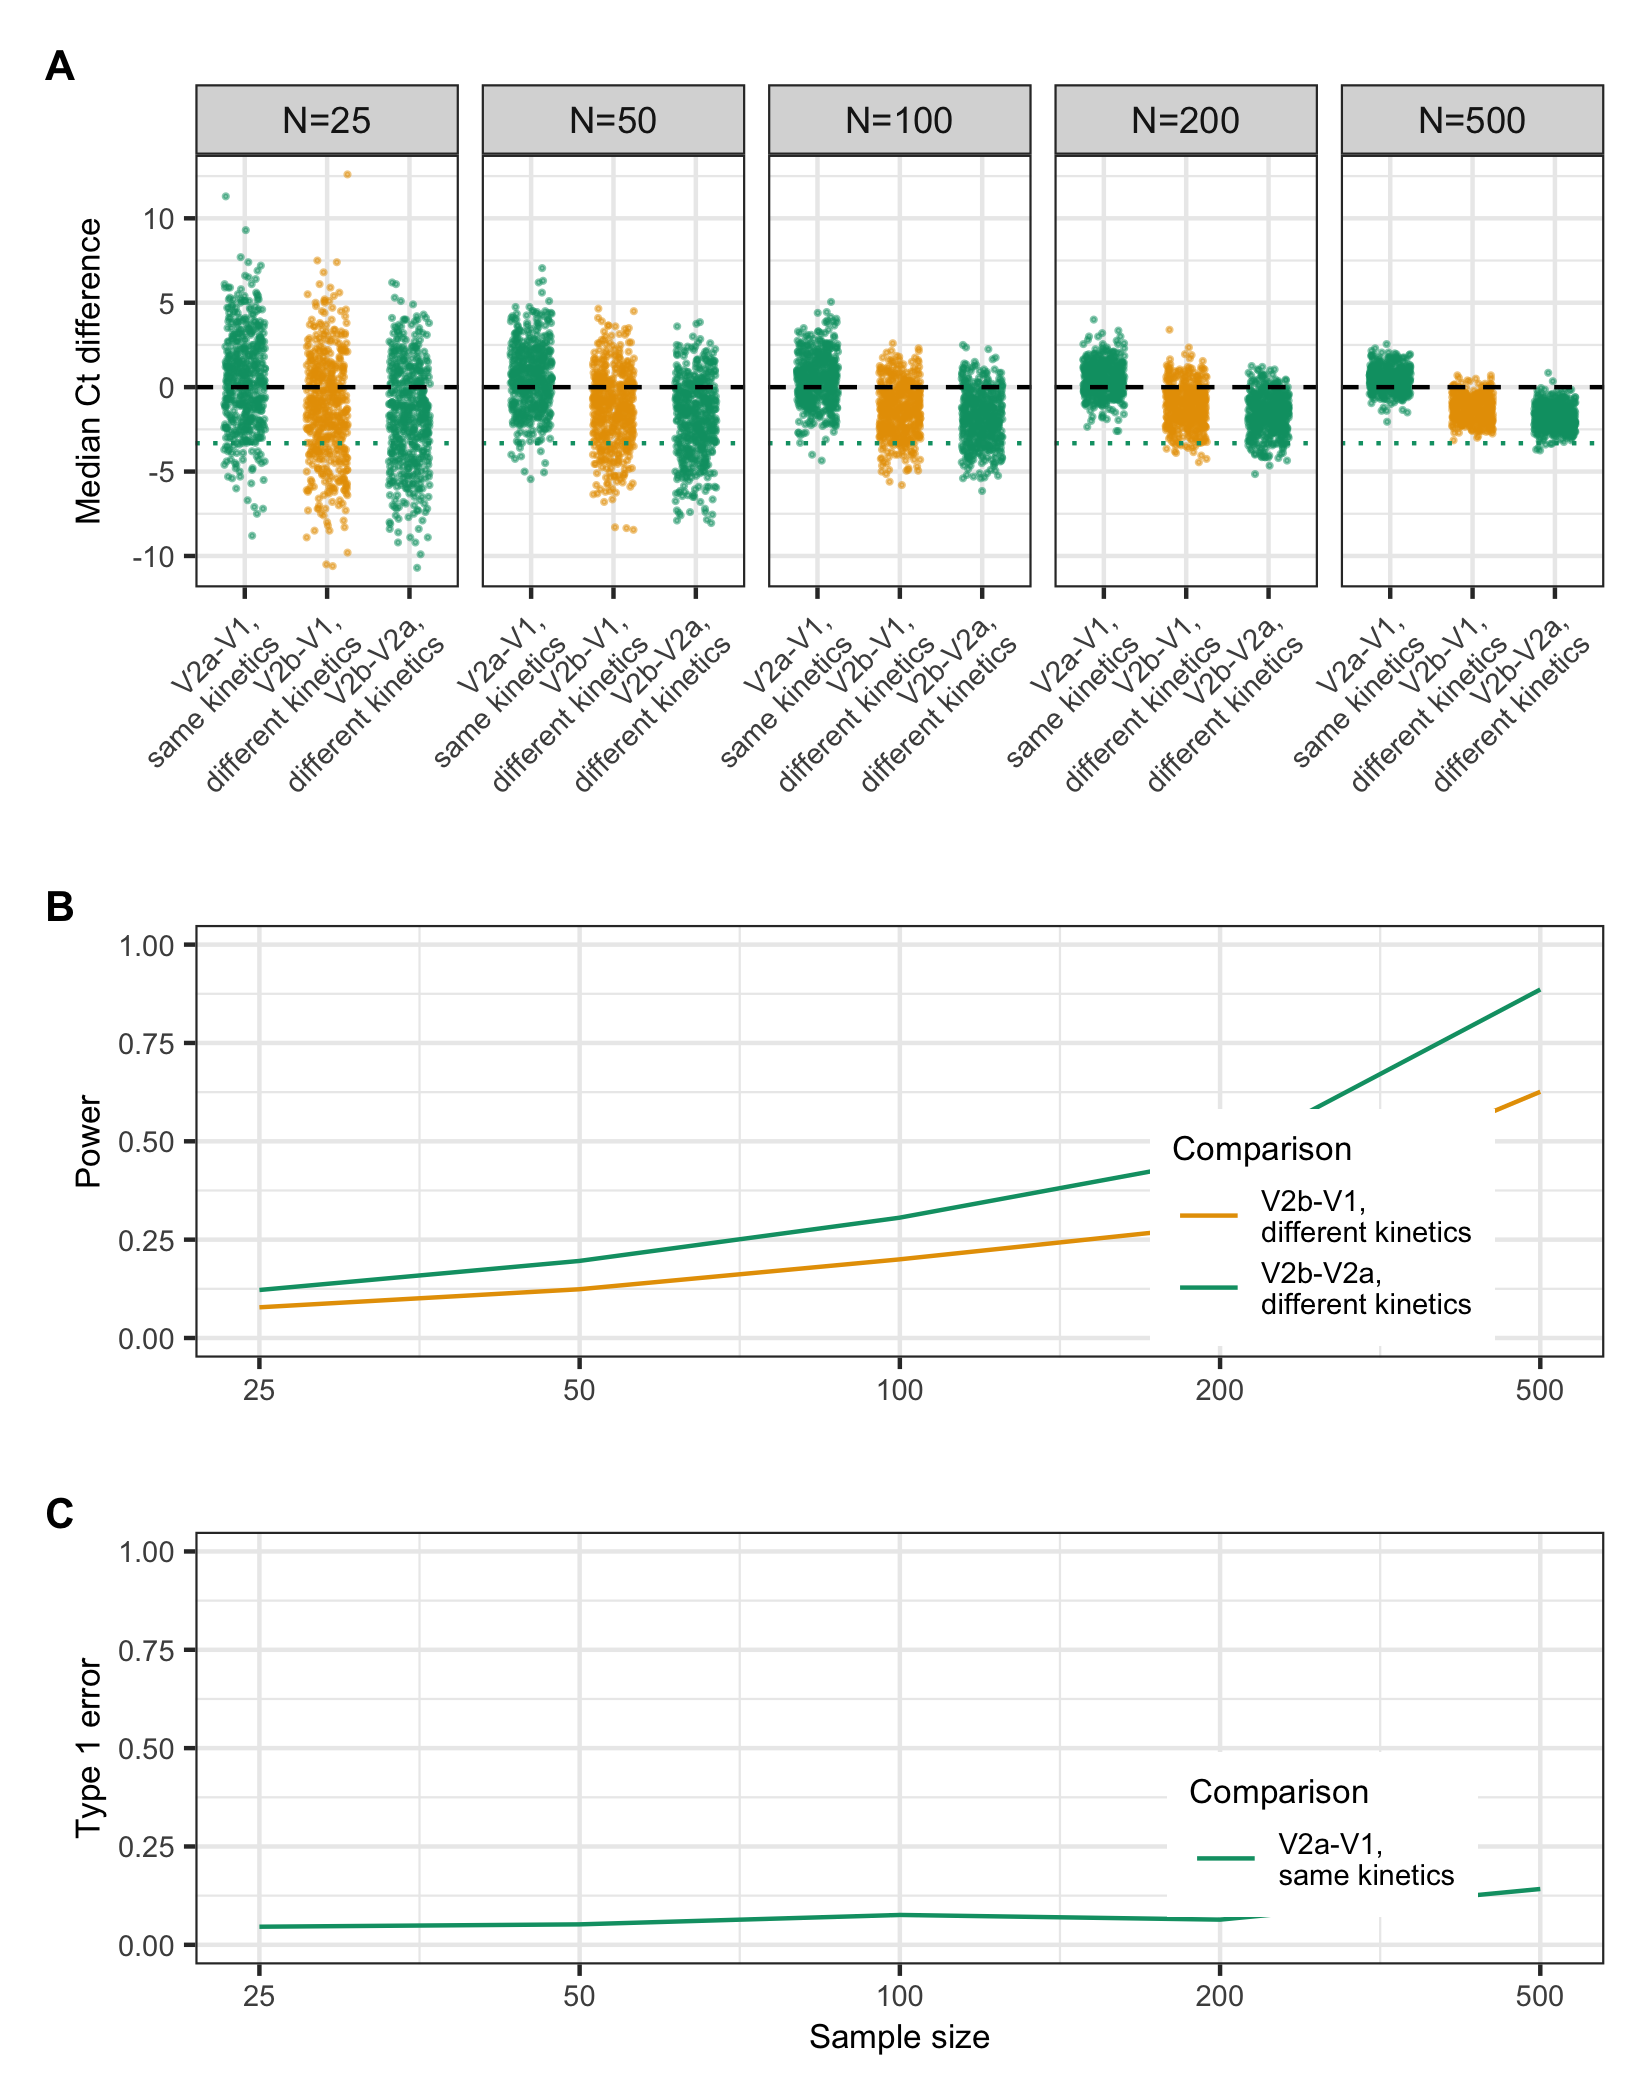 A
N=25
N=50
N=100
N=200
N=500
Median Ct difference
10
5
0
-5
-10
V2a-V1,
same kinetics
V2b-V1,
different kinetics
V2b-V2a,
different kinetics
V2a-V1,
same kinetics
V2b-V1,
different kinetics
V2b-V2a,
different kinetics
V2a-V1,
same kinetics
V2b-V1,
different kinetics
V2b-V2a,
different kinetics
V2a-V1,
same kinetics
V2b-V1,
different kinetics
V2b-V2a,
different kinetics
V2a-V1,
same kinetics
V2b-V1,
different kinetics
V2b-V2a,
different kinetics
B
Power
1.00
0.75
0.50
0.25
0.00
Comparison
V2b-V1,
different kinetics
V2b-V2a,
different kinetics
25
50
100
200
500
C
Type 1 error
1.00
0.75
0.50
0.25
0.00
Comparison
V2a-V1,
same kinetics
25
50
100
200
500
Sample size